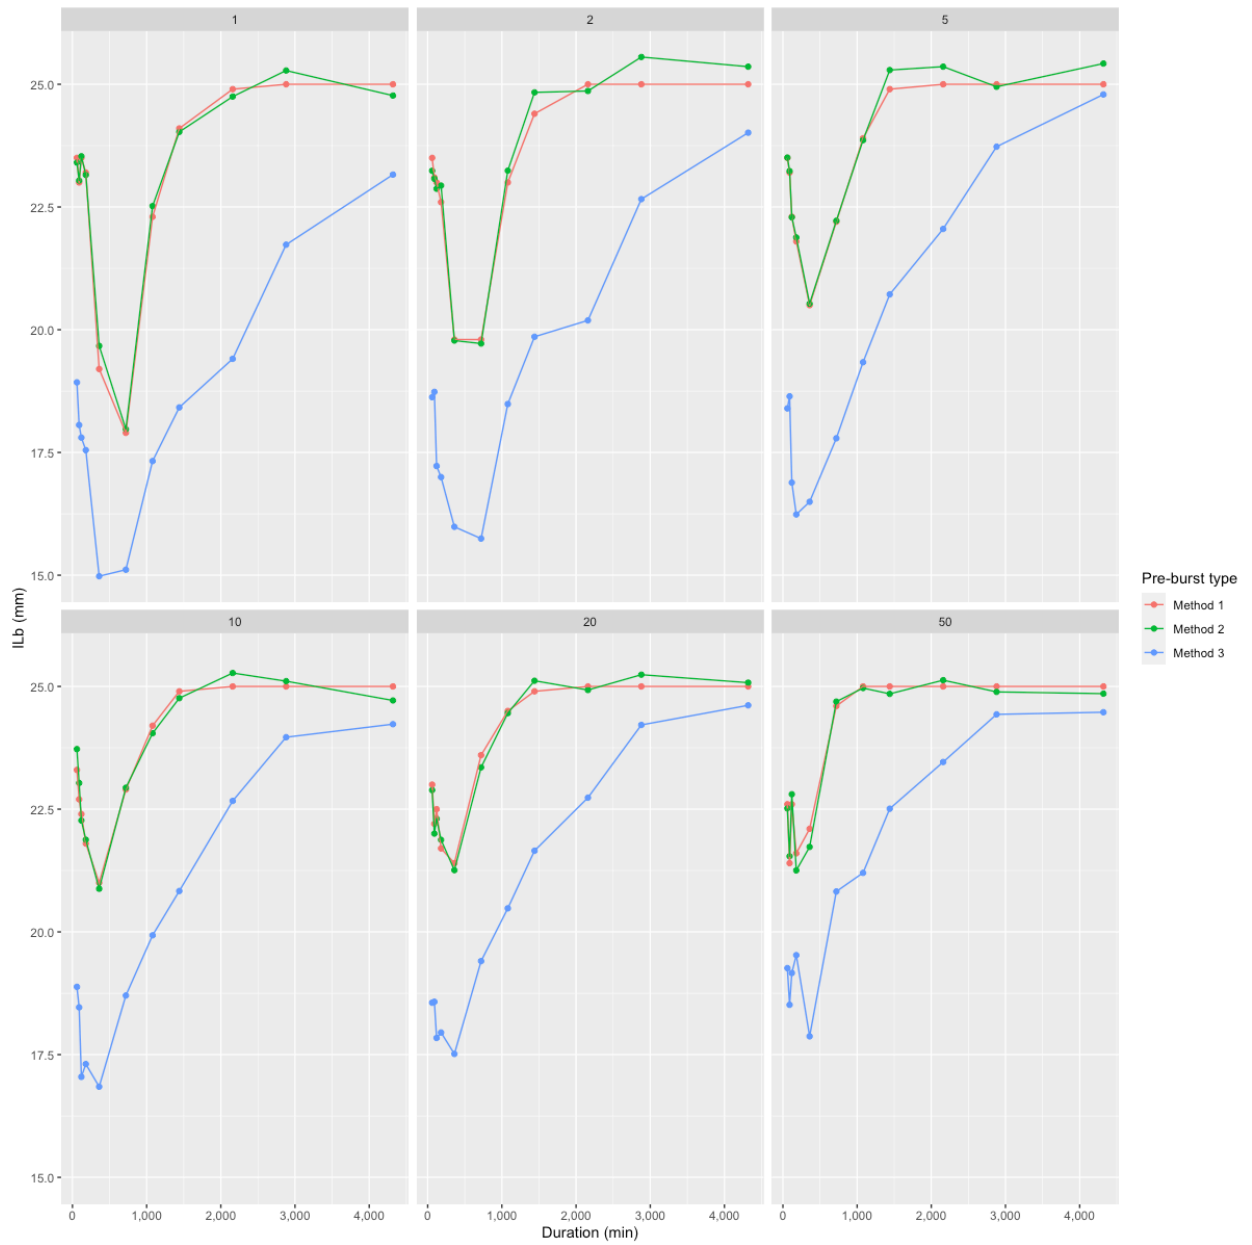 1
2
5
25.0
22.5
20.0
17.5
15.0
ILb (mm)
10
20
50
25.0
22.5
20.0
17.5
15.0
0 1,000 2,000 3,000 4,000
0 1,000 2,000 3,000 4,000
0 1,000 2,000 3,000 4,000
Duration (min)
Pre-burst type
Method 1
Method 2
Method 3